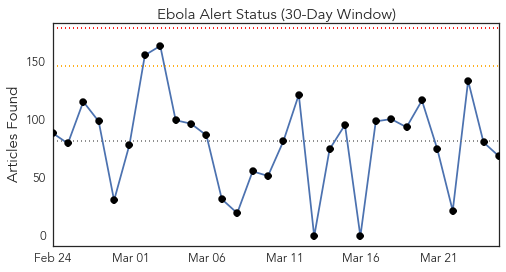 Ebola Alert Status (30-Day Window)
Articles Found
150
100
50
0
Feb 24 Mar 01 Mar 06 Mar 11 Mar 16 Mar 21